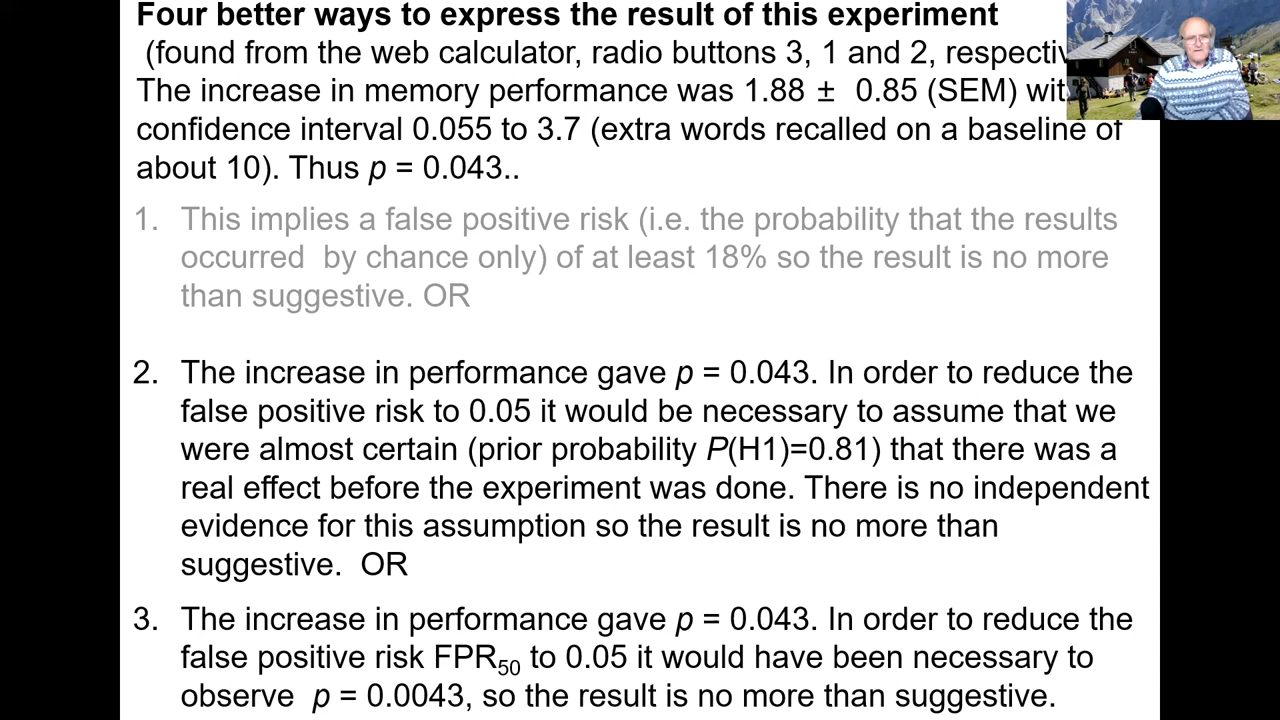 Four better ways to express the result of this experiment
(found from the web calculator, radio buttons 3, 1 and 2,
The increase in memory performance was 1.88 ± 0.85 (SEM)
confidence interval 0.055 to 3.7 (extra words recalled on a baseline of
about 10). Thus p = 0.043..
1. This implies a false positive risk (i.e. the probability that the results
occurred by chance only) of at least 18% so the result is no more
than suggestive. OR
2. The increase in performance gave p = 0.043. In order to reduce the
false positive risk to 0.05 it would be necessary to assume that we
were almost certain (prior probability P(H1)=0.81) that there was a
real effect before the experiment was done. There is no independent
evidence for this assumption so the result is no more than
suggestive. OR
3. The increase in performance gave p = 0.043. In order to reduce the
false positive risk FPR50 to 0.05 it would have been necessary to
observe p = 0.0043, so the result is no more than suggestive.